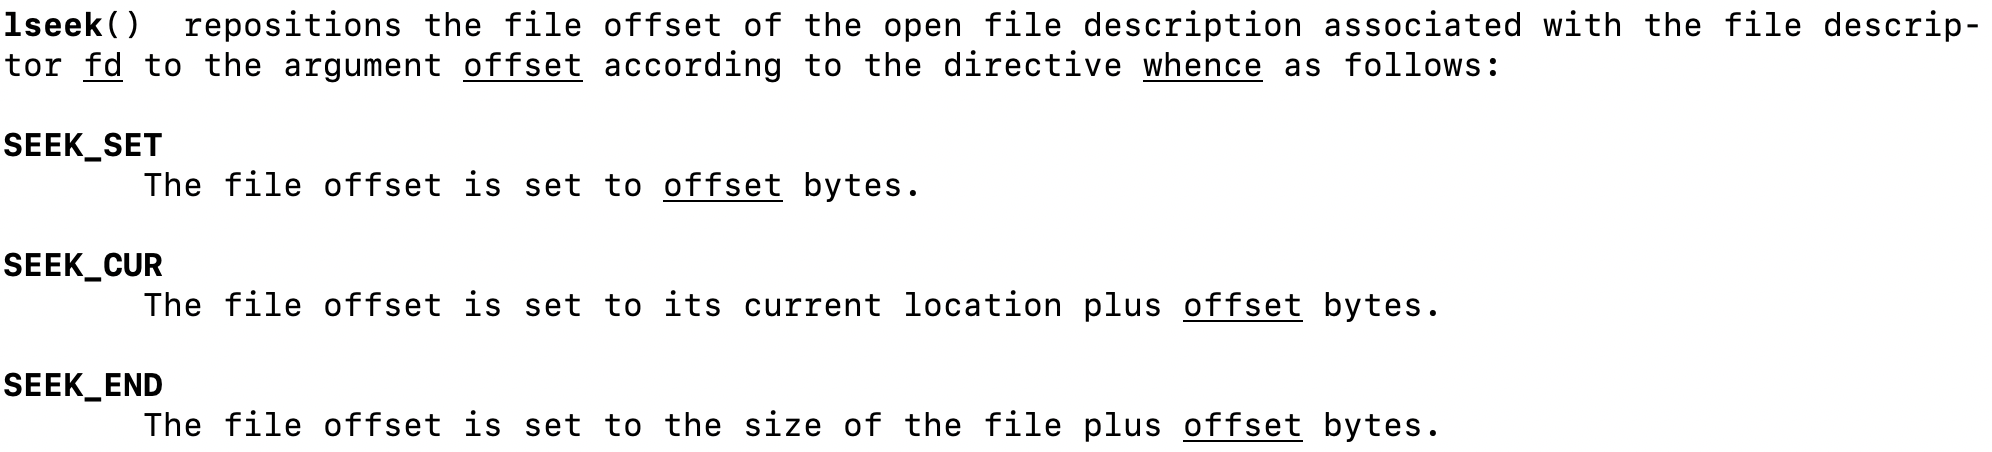 lseek()  repositions the file offset of the open file description associated with the file descrip-
tor fd to the argument offset according to the directive whence as follows:
SEEK_SET
The file offset is set to offset bytes.
SEEK_CUR
The file offset is set to its current location plus offset bytes.
SEEK_END
The file offset is set to the size of the file plus offset bytes.